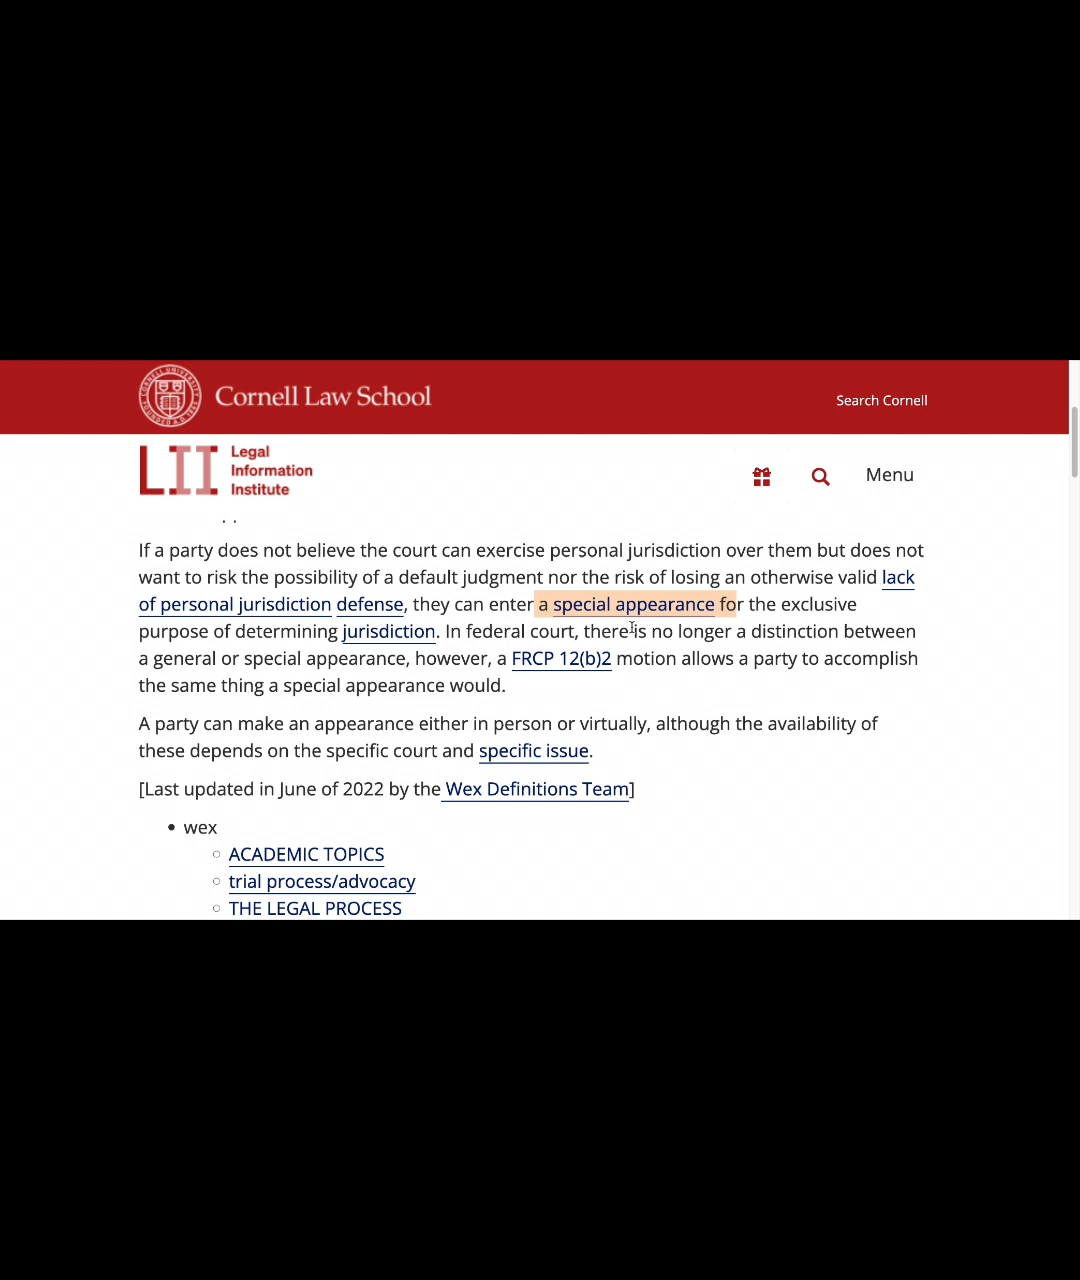 Cornell Law School
Search Cornell
LII Legal
Information
Institute
Menu
If a party does not believe the court can exercise personal jurisdiction over them but does not
want to risk the possibility of a default judgment nor the risk of losing an otherwise valid lack
of personal jurisdiction defense, they can enter a special appearance for the exclusive
purpose of determining jurisdiction. In federal court, there is no longer a distinction between
a general or special appearance, however, a FRCP 12(b)2 motion allows a party to accomplish
the same thing a special appearance would.
A party can make an appearance either in person or virtually, although the availability of
these depends on the specific court and specific issue.
[Last updated in June of 2022 by the Wex Definitions Team]
• wex
○ ACADEMIC TOPICS
○ trial process/advocacy
○ THE LEGAL PROCESS